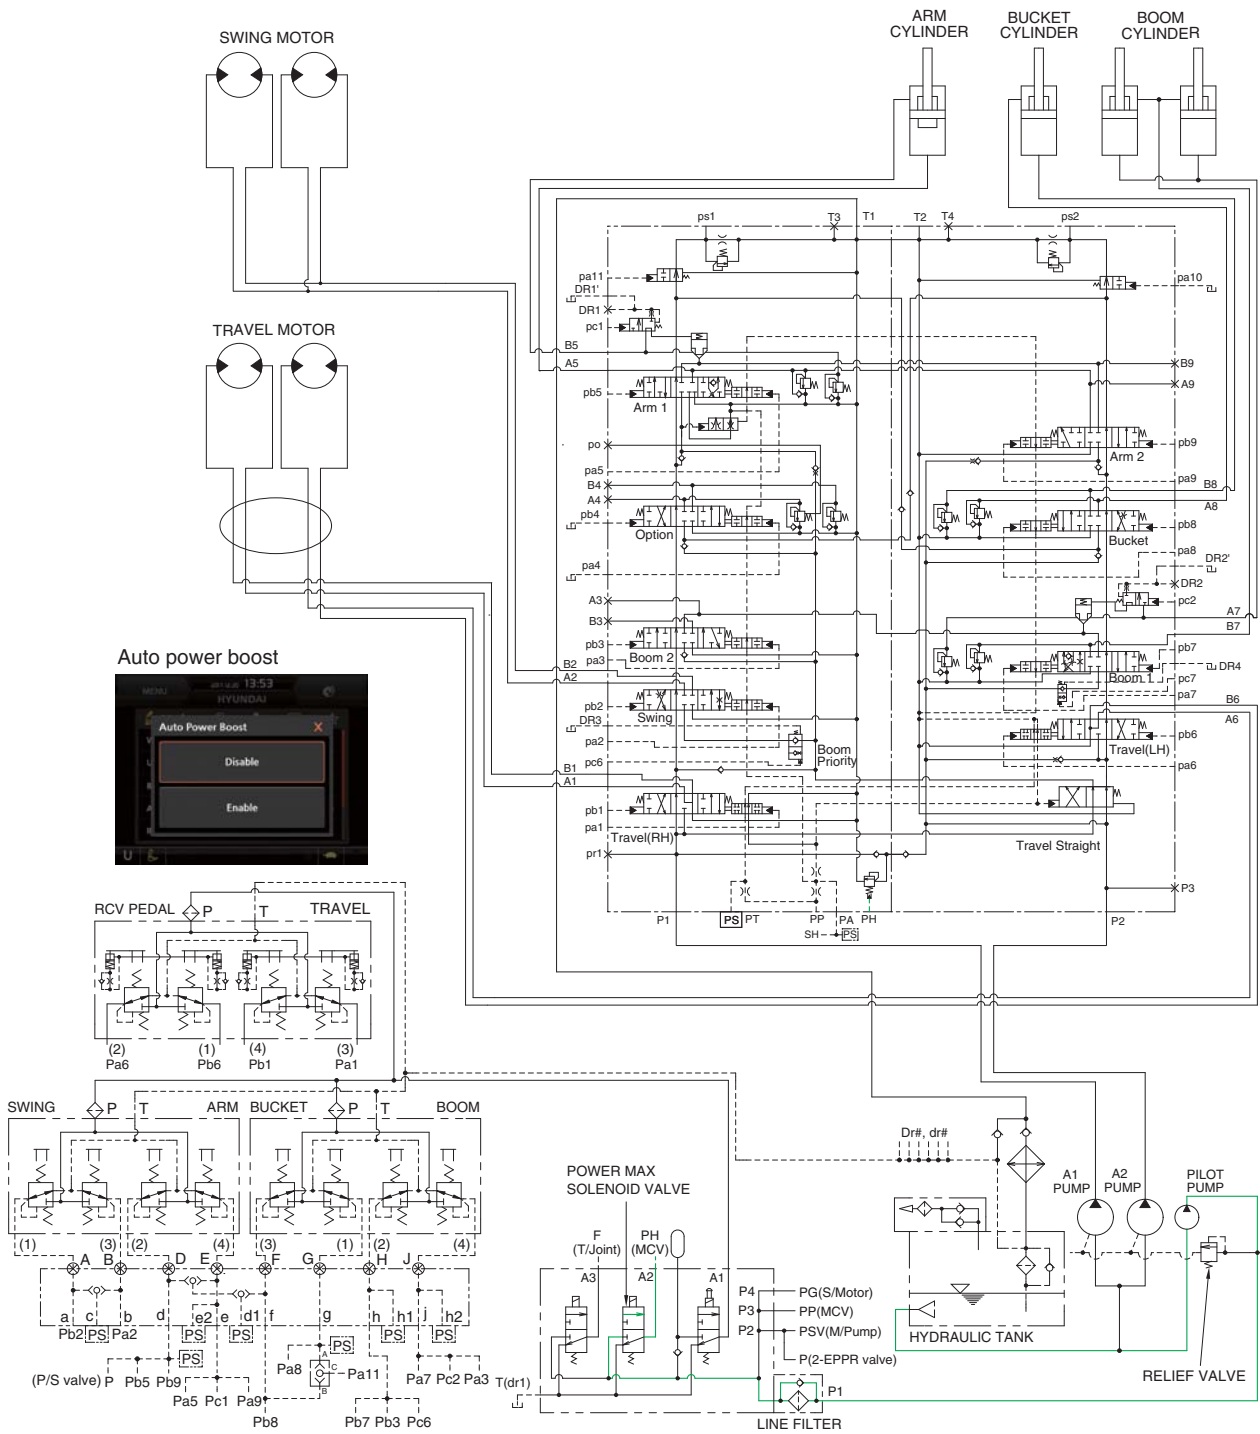 SWING MOTOR
ARM
CYLINDER
BUCKET
CYLINDER
BOOM
CYLINDER
TRAVEL MOTOR
ps1
T3
T1
T2
T4
ps2
pa11
DR1'
DR1
pc1
B5
A5
pb5
Arm 1
po
pa5
B4
A4
pb4
Option
pa4
A3
B3
pb3
Boom 2
pa3
B2
A2
pb2
Swing
DR3
pa2
pc6
Boom
Priority
B1
A1
pb1
pa1
Travel(RH)
pr1
pa10
B9
A9
pb9
Arm 2
pa9
B8
A8
pb8
Bucket
pa8
DR2'
DR2
pc2
A7
B7
pb7
DR4
Boom 1
pc7
pa7
B6
A6
pb6
Travel(LH)
pa6
Travel Straight
P3
P1
PS
PT
PP
PA
PH
SH
PS
P2
Auto power boost
MENU
13:53
HYUNDAI
Auto Power Boost
X
Disable
Enable
RCV PEDAL
P
T
TRAVEL
(2)
(1)
(4)
(3)
Pa6
Pb6
Pb1
Pa1
SWING
P
T
ARM
BUCKET
P
T
BOOM
(1)
(3)
(2)
(4)
(3)
(1)
(2)
(4)
A
B
D
E
F
G
H
J
a
c
b
d
e2
e
d1
f
g
h
h1
j
h2
Pb2
PS
Pa2
PS
PS
PS
PS
PS
PS
(P/S valve) P
Pb5
Pb9
Pa5
Pc1
Pa9
Pb8
Pa8
A
C
B
Pa11
Pb7
Pb3
Pc6
Pa7
Pc2
Pa3
POWER MAX
SOLENOID VALVE
F
(T/Joint)
PH
(MCV)
A3
A2
A1
P4
PG(S/Motor)
P3
PP(MCV)
P2
PSV(M/Pump)
P(2-EPPR valve)
T(dr1)
P1
LINE FILTER
Dr#, dr#
A1
PUMP
A2
PUMP
PILOT
PUMP
HYDRAULIC TANK
RELIEF VALVE